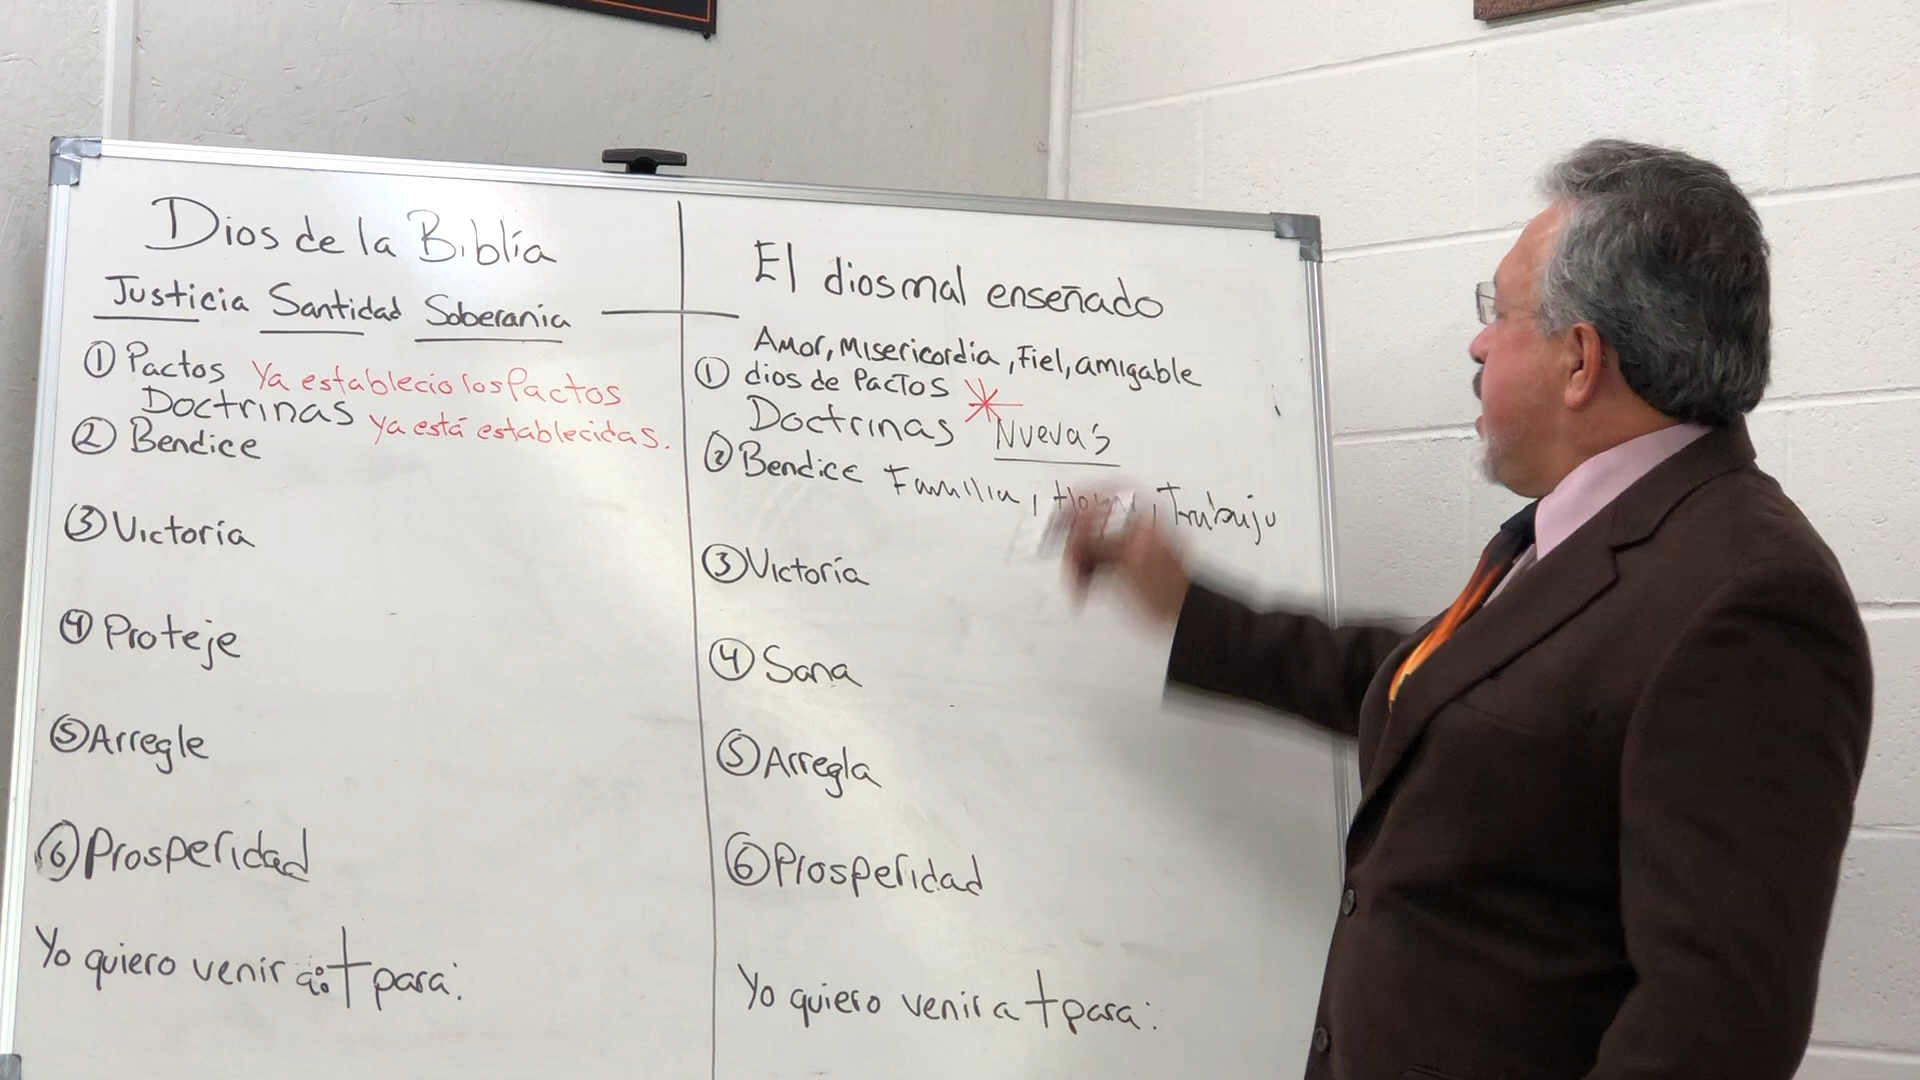 Dios de la Biblia
Justicia Santidad Soberania
① Pactos Ya establecio los Pactos
Doctrinas ya está establecidas.
② Bendice
③ Victoria
④ Proteje
⑤ Arregle
⑥ Prosperidad
Yo quiero venir a: † para:
El dios mal enseñado
Amor, Misericordia, Fiel, amigable
① dios de Pactos
Doctrinas Nueva's
② Bendice Familia, Trabajo
③ Victoria
④ Sana
⑤ Arregla
⑥ Prosperidad
Yo quiero venir a † para: